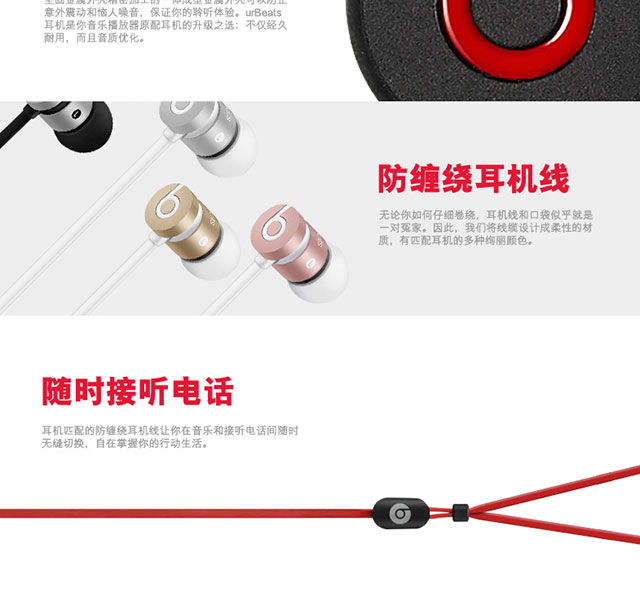 意外震动和恼人噪音，保证你的聆听体验。urBeats
耳机是你音乐播放器原配耳机的升级之选：不仅经久
耐用，而且音质优化。
防缠绕耳机线
无论你如何仔细卷绕，耳机线和口袋似乎就是
一对冤家。因此，我们将线缆设计成柔性的材
质，有匹配耳机的多种绚丽颜色。
随时接听电话
耳机匹配的防缠绕耳机线让你在音乐和接听电话间随时
无缝切换，自在掌握你的行动生活。